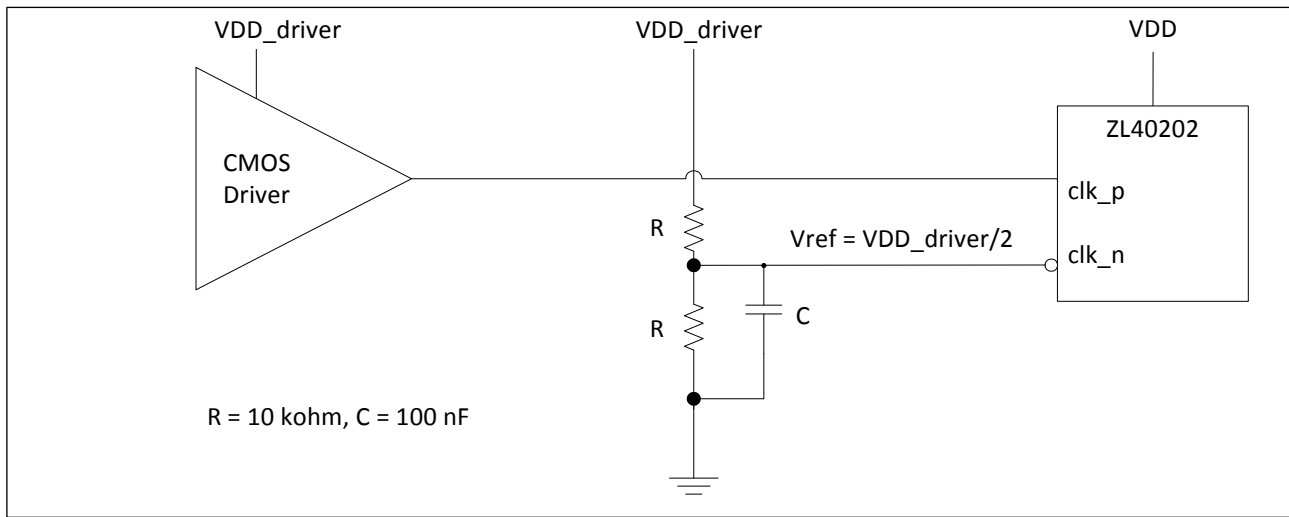 VDD_driver
VDD_driver
VDD
ZL40202
CMOS
Driver
clk_p
R
Vref = VDD_driver/2
clk_n
R
C
R = 10 kohm, C = 100 nF